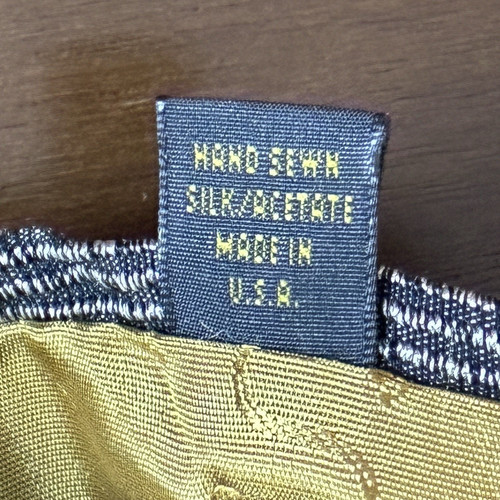 HAND SEWN
SILK/ACETATE
MADE IN
U.S.A.